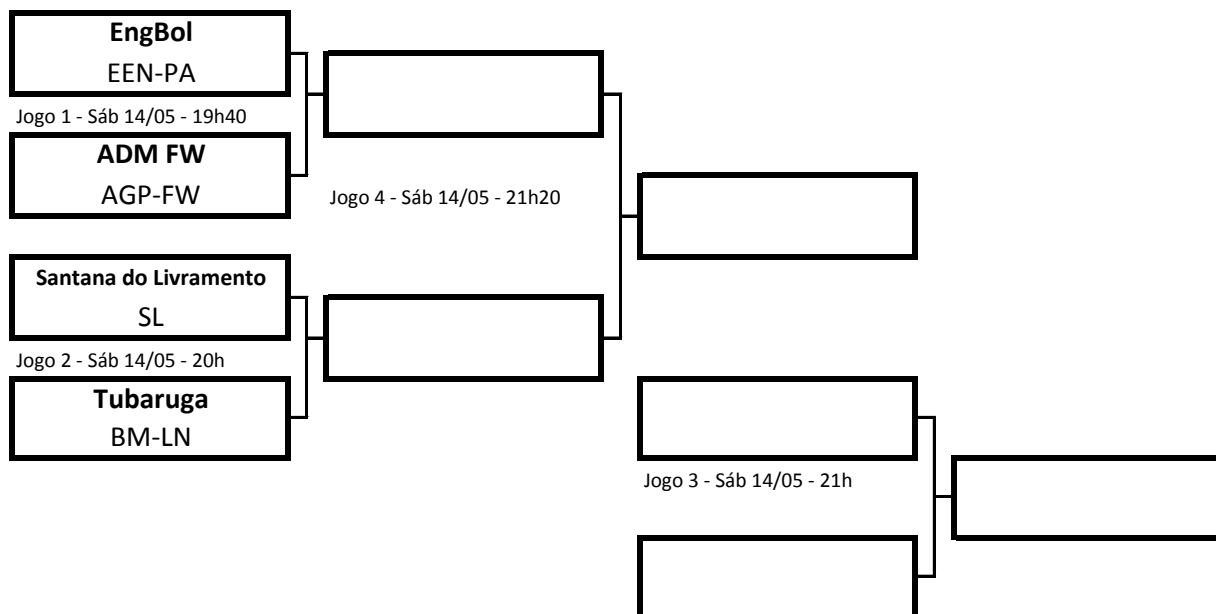 EngBol
EEN-PA
Jogo 1 - Sáb 14/05 - 19h40
ADM FW
AGP-FW
Jogo 4 - Sáb 14/05 - 21h20
Santana do Livramento
SL
Jogo 2 - Sáb 14/05 - 20h
Tubaruga
BM-LN
Jogo 3 - Sáb 14/05 - 21h